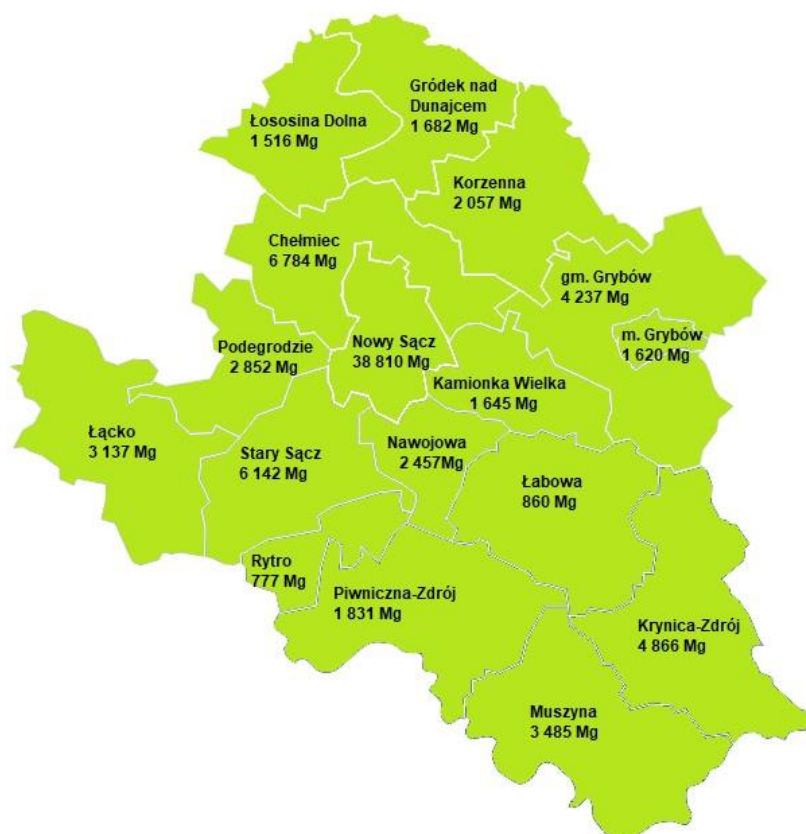 Gródek nad
Dunajcem
1 682 Mg
Łososina Dolna
1 516 Mg
Korzenna
2 057 Mg
Chełmiec
6 784 Mg
gm. Grybów
4 237 Mg
m. Grybów
1 620 Mg
Nowy Sącz
38 810 Mg
Podegrodzie
2 852 Mg
Kamionka Wielka
1 645 Mg
Łącko
3 137 Mg
Stary Sącz
6 142 Mg
Nawojowa
2 457Mg
Łabowa
860 Mg
Rytro
777 Mg
Piwniczna-Zdrój
1 831 Mg
Krynica-Zdrój
4 866 Mg
Muszyna
3 485 Mg